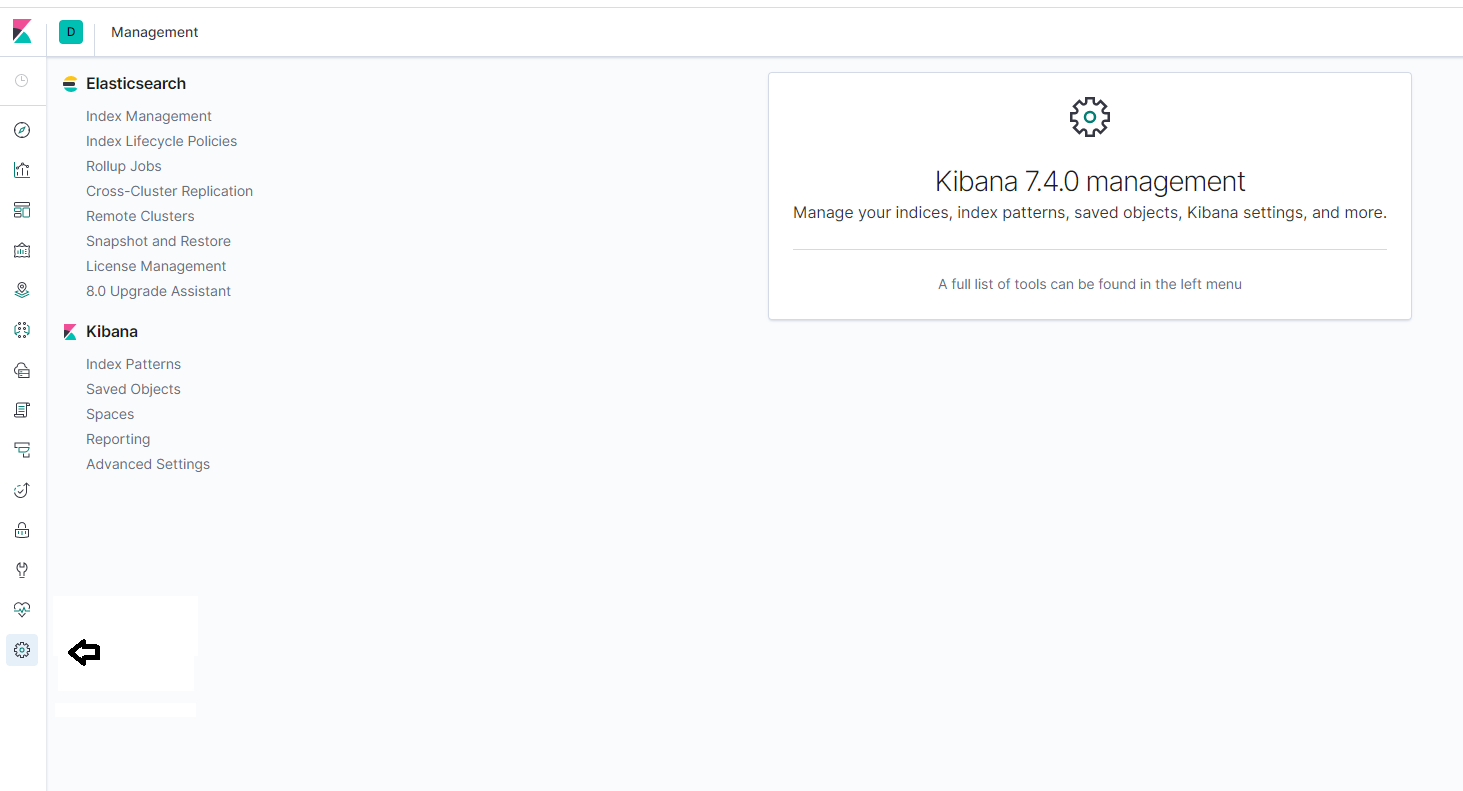 D
Management
Elasticsearch
Index Management
Index Lifecycle Policies
Rollup Jobs
Cross-Cluster Replication
Remote Clusters
Snapshot and Restore
License Management
8.0 Upgrade Assistant
Kibana
Index Patterns
Saved Objects
Spaces
Reporting
Advanced Settings
Kibana 7.4.0 management
Manage your indices, index patterns, saved objects, Kibana settings, and more.
A full list of tools can be found in the left menu